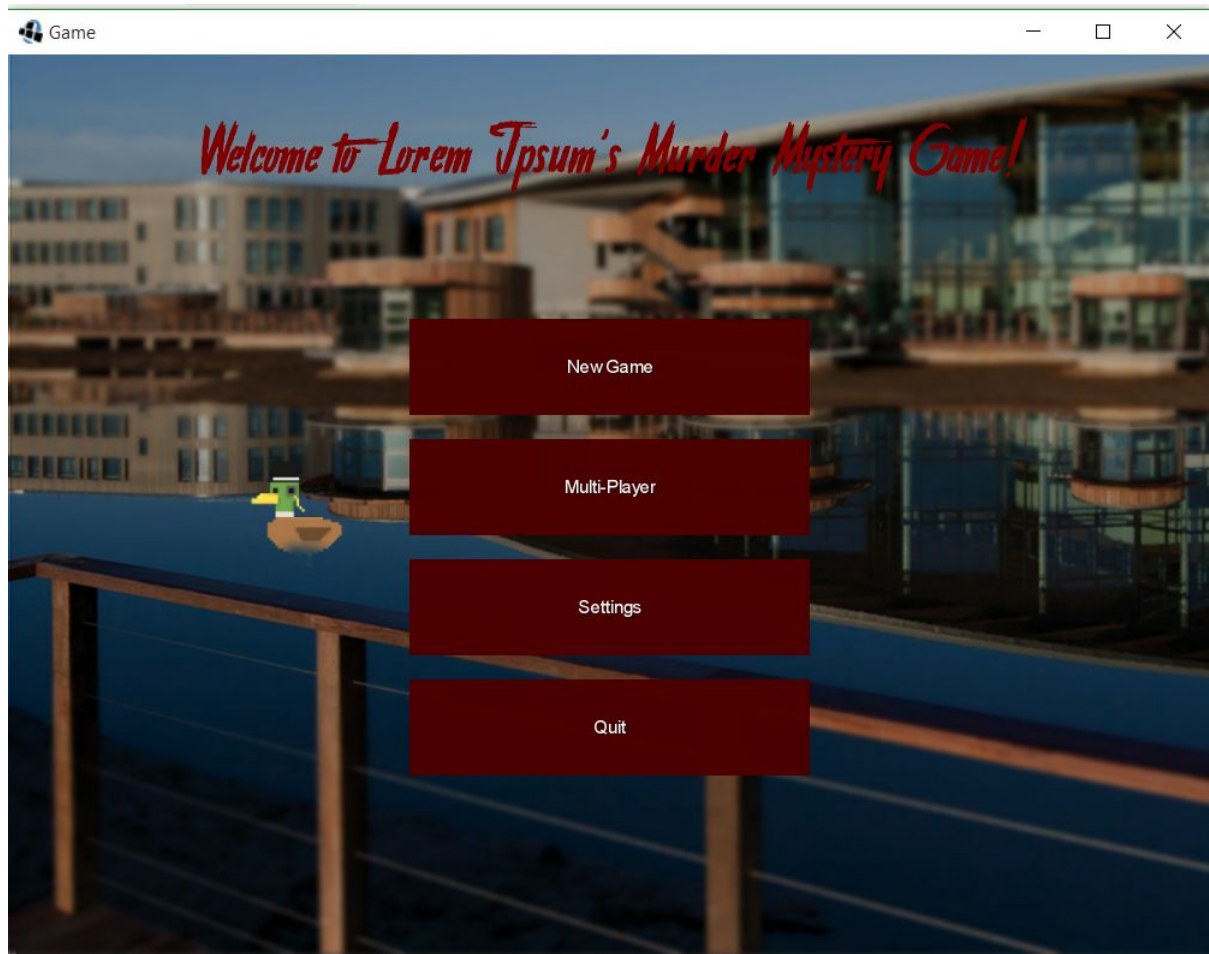 Game
Welcome to Lorem Ipsum's Murder Mystery Game!
New Game
Multi-Player
Settings
Quit